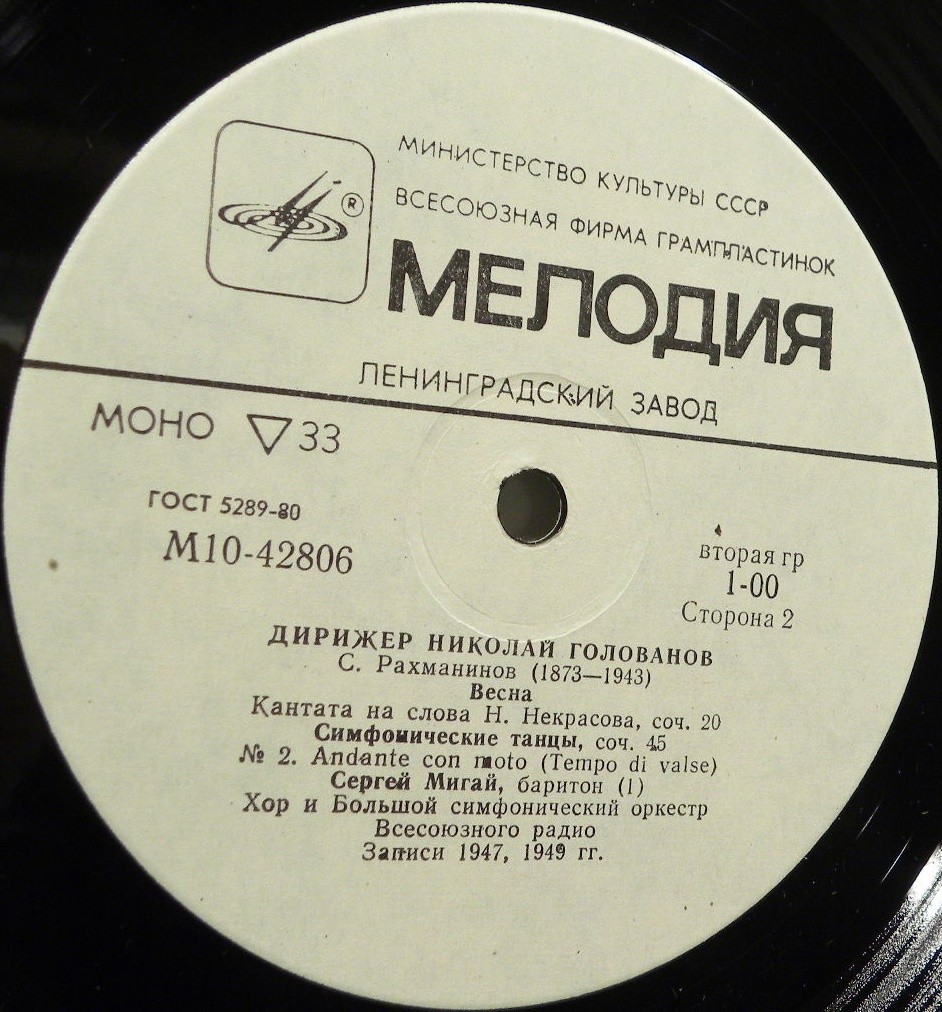 ®
МИНИСТЕРСТВО КУЛЬТУРЫ СССР
ВСЕСОЮЗНАЯ ФИРМА ГРАМПЛАСТИНОК
МЕЛОДИЯ
ЛЕНИНГРАДСКИЙ ЗАВОД
МОНО ▽ 33
ГОСТ 5289-80
М10-42806
вторая гр
1-00
Сторона 2
ДИРИЖЕР НИКОЛАЙ ГОЛОВАНОВ
С. Рахманинов (1873—1943)
Весна
Кантата на слова Н. Некрасова, соч. 20
Симфонические танцы, соч. 45
№ 2. Andante con moto (Tempo di valse)
Сергей Мигай, баритон (1)
Хор и Большой симфонический оркестр
Всесоюзного радио
Записи 1947, 1949 гг.